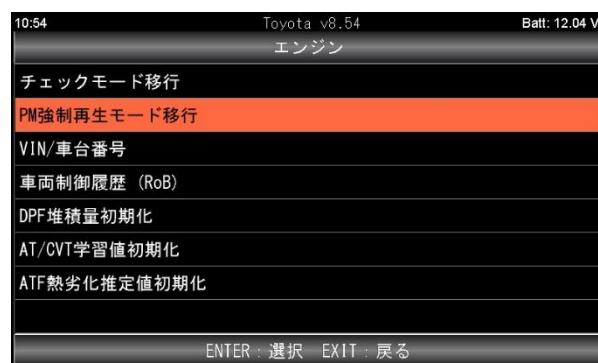 10:54 Toyota v8.54 Batt: 12.04 V
エンジン
チェックモード移行
PM強制再生モード移行
VIN/車台番号
車両制御履歴 (RoB)
DPF堆積量初期化
AT/CVT学習値初期化
ATF熱劣化推定値初期化
ENTER：選択 EXIT：戻る